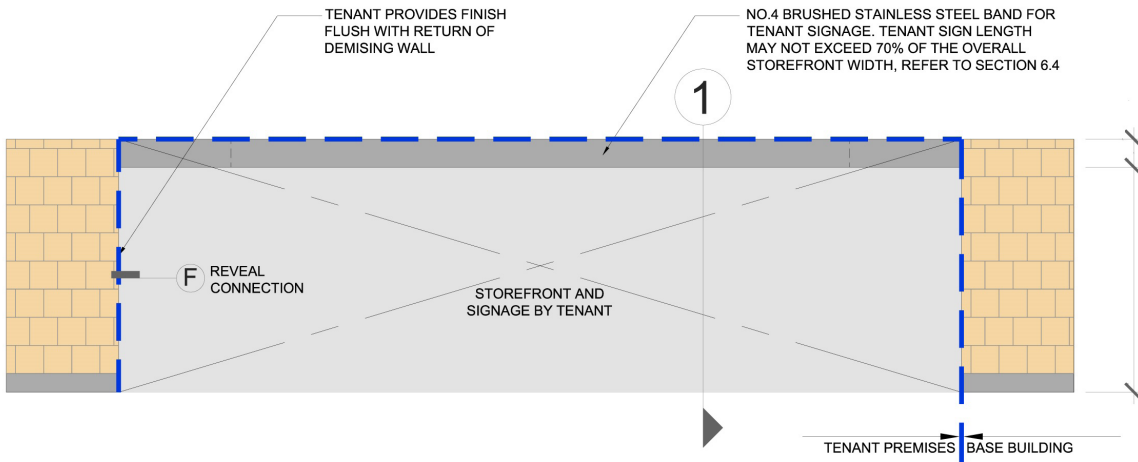 TENANT PROVIDES FINISH
FLUSH WITH RETURN OF
DEMISING WALL
NO.4 BRUSHED STAINLESS STEEL BAND FOR
TENANT SIGNAGE. TENANT SIGN LENGTH
MAY NOT EXCEED 70% OF THE OVERALL
STOREFRONT WIDTH, REFER TO SECTION 6.4
1
F
REVEAL
CONNECTION
STOREFRONT AND
SIGNAGE BY TENANT
TENANT PREMISES
BASE BUILDING